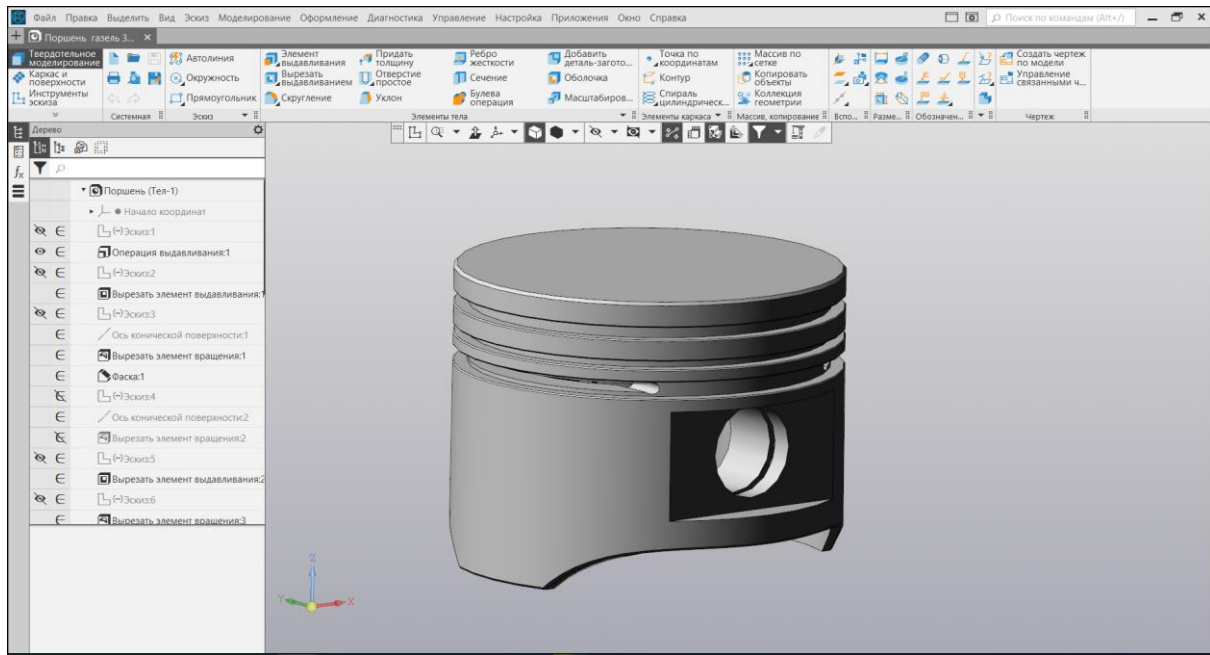 Файл Правка Выделить Вид Эскиз Моделирование Оформление Диагностика Управление Настройка Приложения Окно Справка
Поиск по командам (Alt+/)
Поршень газель 3...
Твердотельное моделирование
Каркас и поверхности
Инструменты эскиза
Системная
Автолиния
Окружность
Прямоугольник
Эскиз
Элемент выдавливания
Вырезать выдавливанием
Скругление
Придать толщину
Отверстие простое
Уклон
Ребро жесткости
Сечение
Булева операция
Добавить деталь-загото...
Оболочка
Масштабиров...
Элементы тела
Точка по координатам
Контур
Спираль цилиндрическ...
Элементы каркаса
Массив по сетке
Копировать объекты
Коллекция геометрии
Массив, копирование
Вспо...
Разме...
Обозначен...
Создать чертеж по модели
Управление связанными ч...
Чертеж
Дерево
Поршень (Тел-1)
Начало координат
(-)Эскиз:1
Операция выдавливания:1
(-)Эскиз:2
Вырезать элемент выдавливания:1
(-)Эскиз:3
Ось конической поверхности:1
Вырезать элемент вращения:1
Фаска:1
(-)Эскиз:4
Ось конической поверхности:2
Вырезать элемент вращения:2
(-)Эскиз:5
Вырезать элемент выдавливания:2
(-)Эскиз:6
Вырезать элемент вращения:3
Z
Y
X